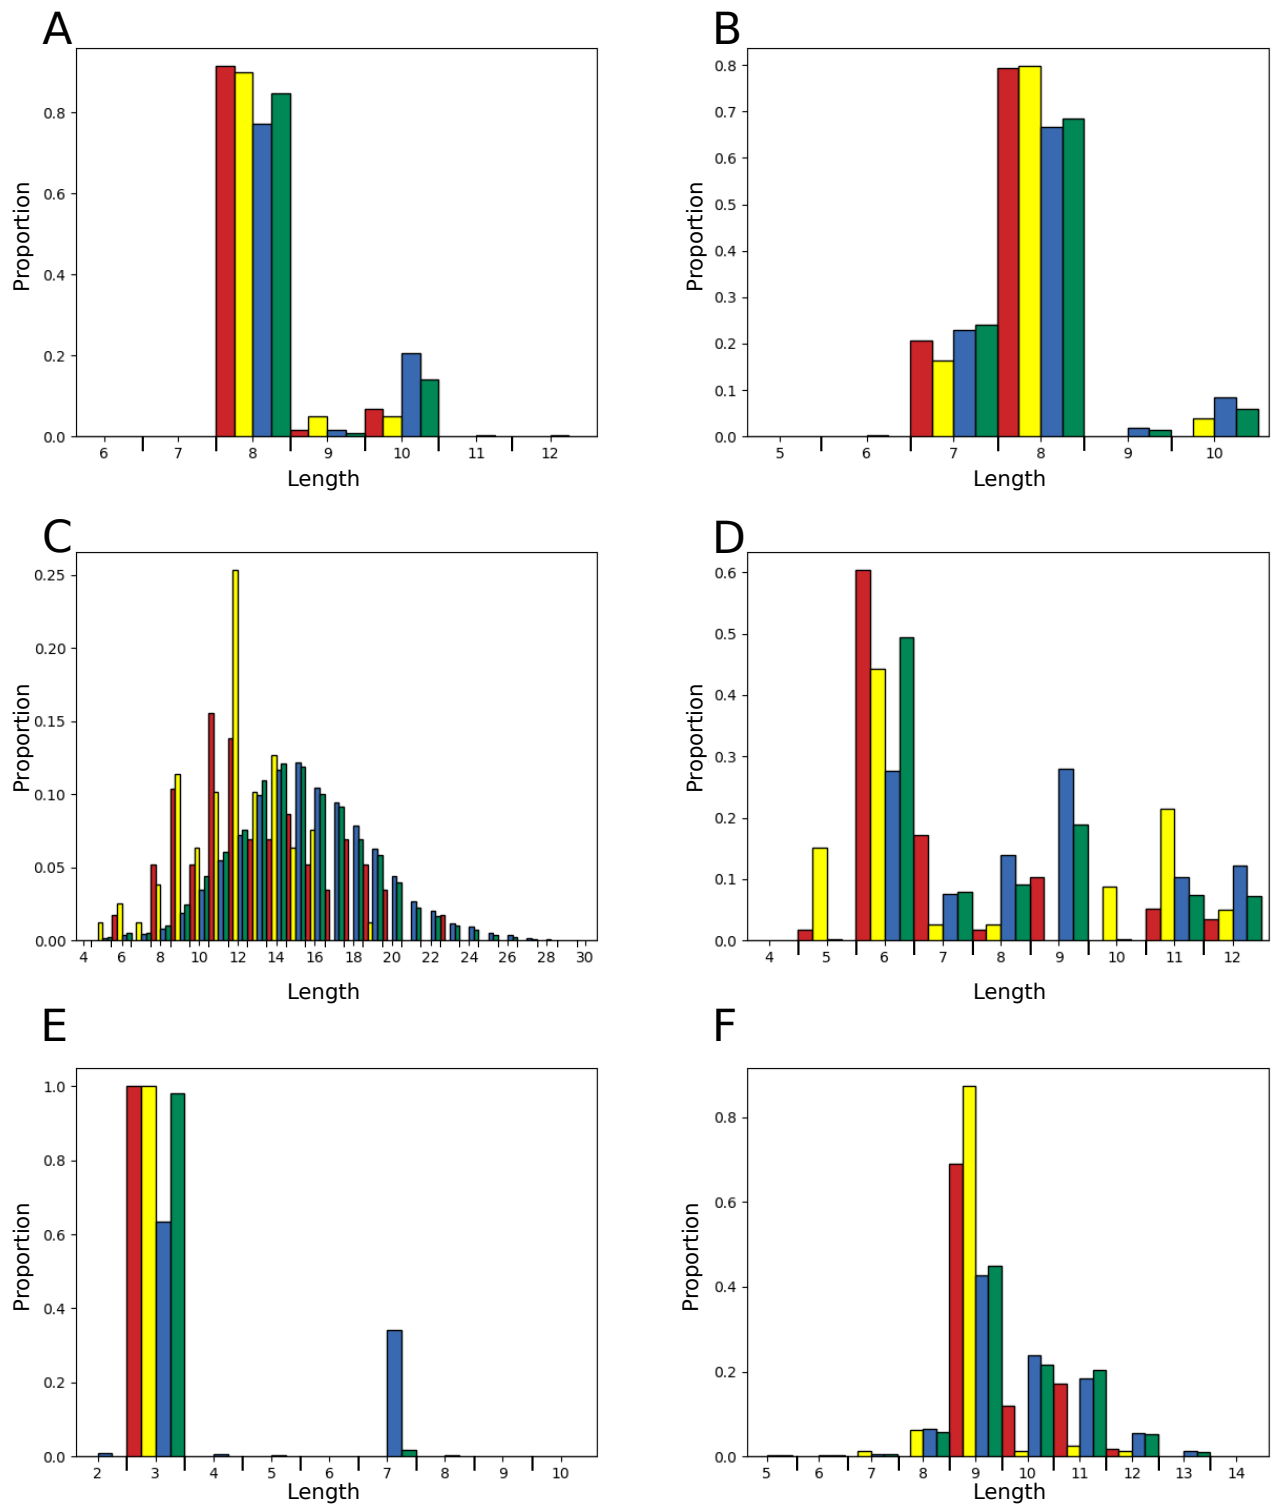 A
B
0.8
0.6
0.4
0.2
0.0
Proportion
6 7 8 9 10 11 12
Length
0.8
0.7
0.6
0.5
0.4
0.3
0.2
0.1
0.0
Proportion
5 6 7 8 9 10
Length
C
D
0.25
0.20
0.15
0.10
0.05
0.00
Proportion
4 6 8 10 12 14 16 18 20 22 24 26 28 30
Length
0.6
0.5
0.4
0.3
0.2
0.1
0.0
Proportion
4 5 6 7 8 9 10 11 12
Length
E
F
1.0
0.8
0.6
0.4
0.2
0.0
Proportion
2 3 4 5 6 7 8 9 10
Length
0.8
0.6
0.4
0.2
0.0
Proportion
5 6 7 8 9 10 11 12 13 14
Length